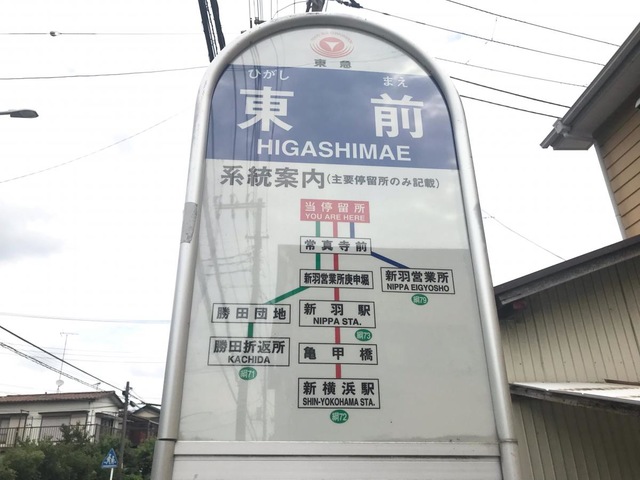 東急
ひがし まえ
東前
HIGASHIMAE
系統案内(主要停留所のみ記載)
当停留所
YOU ARE HERE
常真寺前
新羽営業所庚申堀
新羽営業所
NIPPA EIGYOSHO
綱79
勝田団地
新羽駅
NIPPA STA.
綱73
勝田折返所
KACHIDA
綱71
亀甲橋
新横浜駅
SHIN-YOKOHAMA STA.
綱72